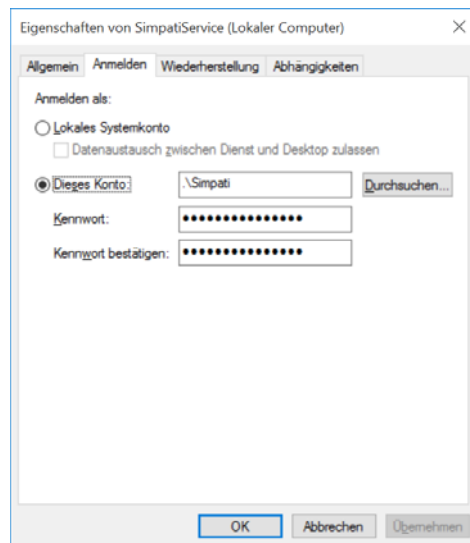 Eigenschaften von SimpatiService (Lokaler Computer)
Allgemein Anmelden Wiederherstellung Abhängigkeiten
Anmelden als:
Lokales Systemkonto
Datenaustausch zwischen Dienst und Desktop zulassen
Dieses Konto: .\Simpati Durchsuchen...
Kennwort: •••••••••••••••
Kennwort bestätigen: •••••••••••••••
OK Abbrechen Übernehmen